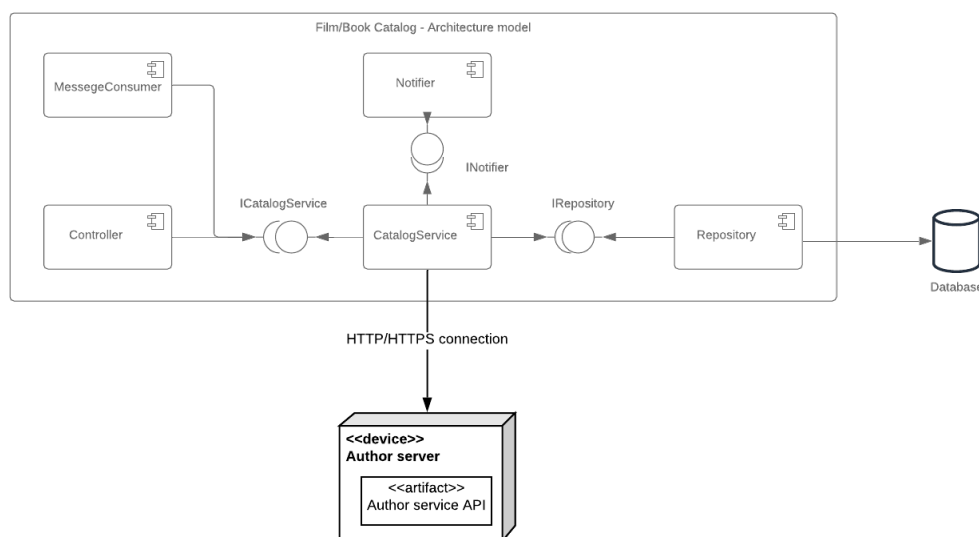 Film/Book Catalog - Architecture model
MessegeConsumer
Notifier
INotifier
ICatalogService
IRepository
Controller
CatalogService
Repository
Database
HTTP/HTTPS connection
<<device>>
Author server
<<artifact>>
Author service API